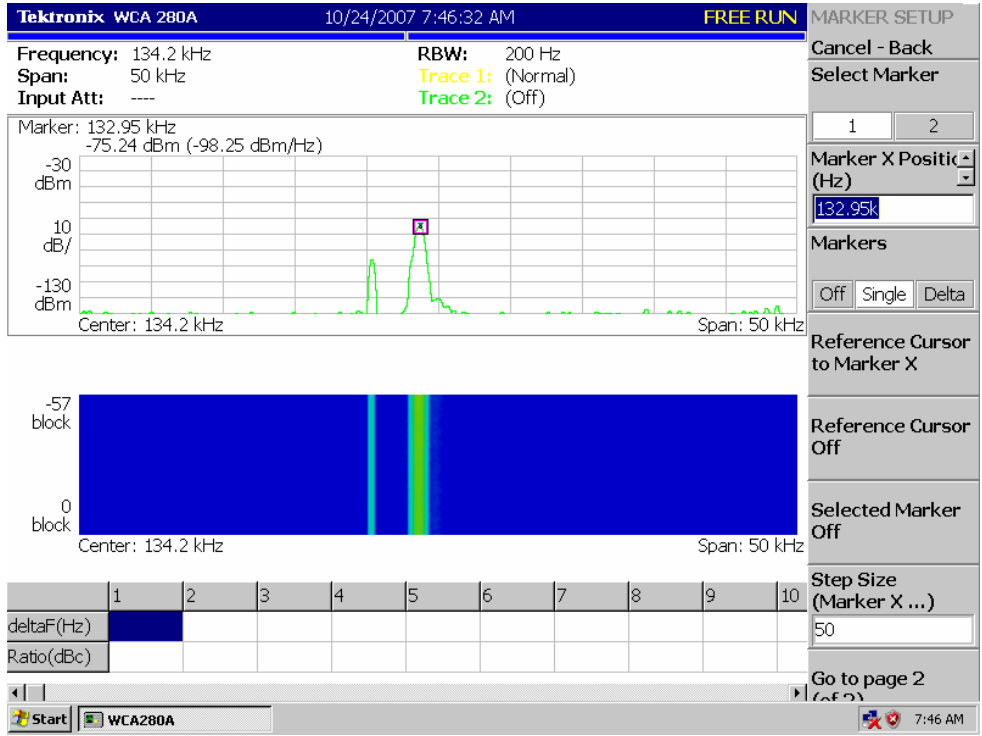 Tektronix WCA 280A 10/24/2007 7:46:32 AM FREE RUN
Frequency: 134.2 kHz RBW: 200 Hz
Span: 50 kHz Trace 1: (Normal)
Input Att: ---- Trace 2: (Off)
Marker: 132.95 kHz
-75.24 dBm (-98.25 dBm/Hz)
-30
dBm
10
dB/
-130
dBm
Center: 134.2 kHz Span: 50 kHz
-57
block
0
block
Center: 134.2 kHz Span: 50 kHz
1 2 3 4 5 6 7 8 9 10
deltaF(Hz)
Ratio(dBc)
MARKER SETUP
Cancel - Back
Select Marker
1 2
Marker X Positic
(Hz)
132.95k
Markers
Off Single Delta
Reference Cursor
to Marker X
Reference Cursor
Off
Selected Marker
Off
Step Size
(Marker X ...)
50
Go to page 2
(of 2)
Start WCA280A 7:46 AM